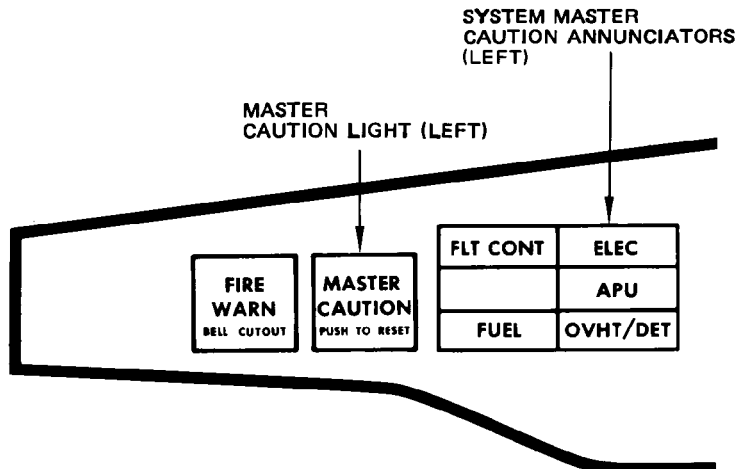 SYSTEM MASTER
CAUTION ANNUNCIATORS
(LEFT)
MASTER
CAUTION LIGHT (LEFT)
FLT CONT
ELEC
FIRE
WARN
BELL CUTOUT
MASTER
CAUTION
PUSH TO RESET
APU
FUEL
OVHT/DET